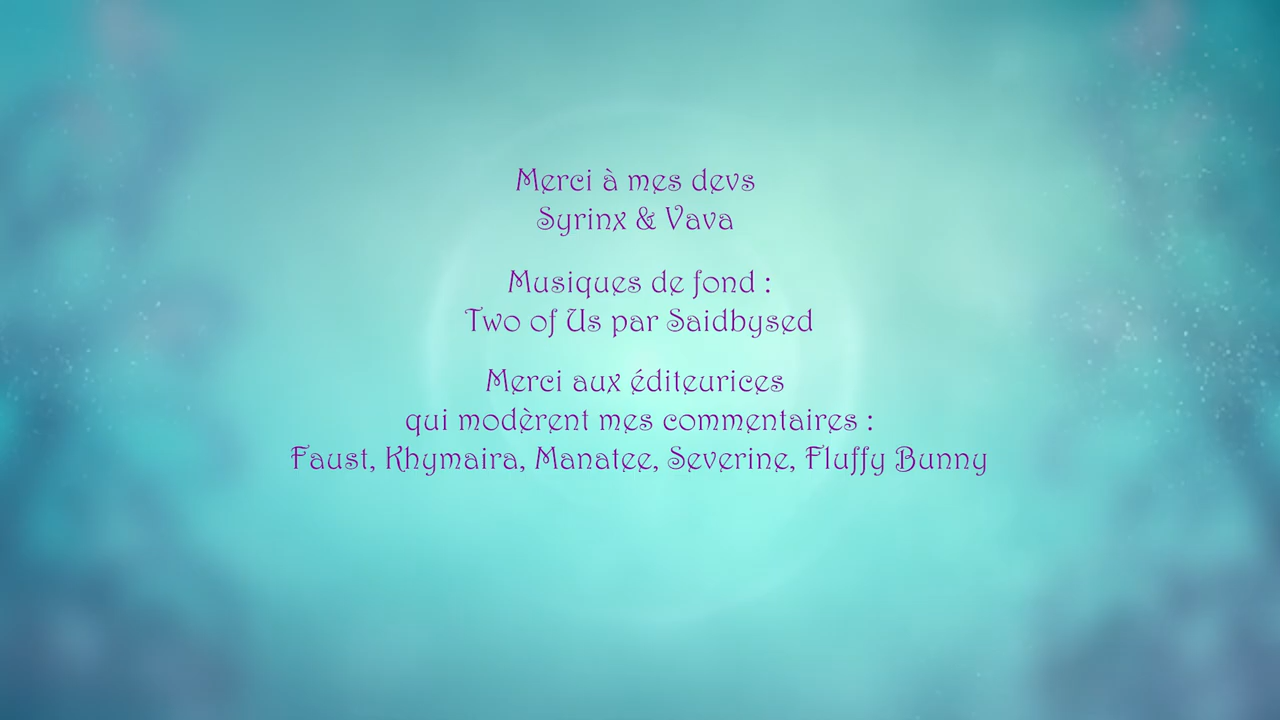 Merci à mes devs
Syrinx & Vava
Musiques de fond :
Two of Us par Saidbysed
Merci aux éditeurices
qui modèrent mes commentaires :
Faust, Khymaira, Manatee, Severine, Fluffy Bunny